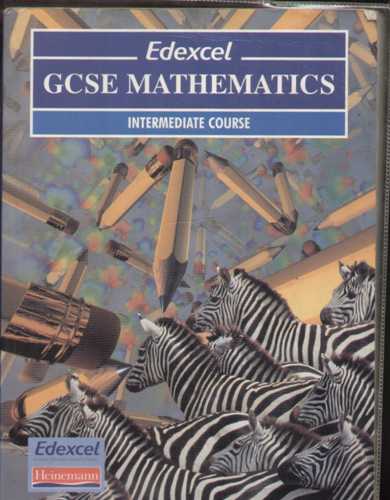 Edexcel
GCSE MATHEMATICS
INTERMEDIATE COURSE
Edexcel
Heinemann